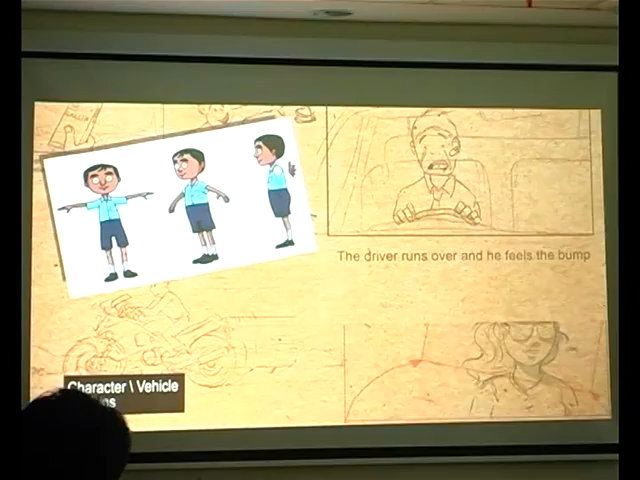 The driver runs over and he feels the bump
Character \ Vehicle